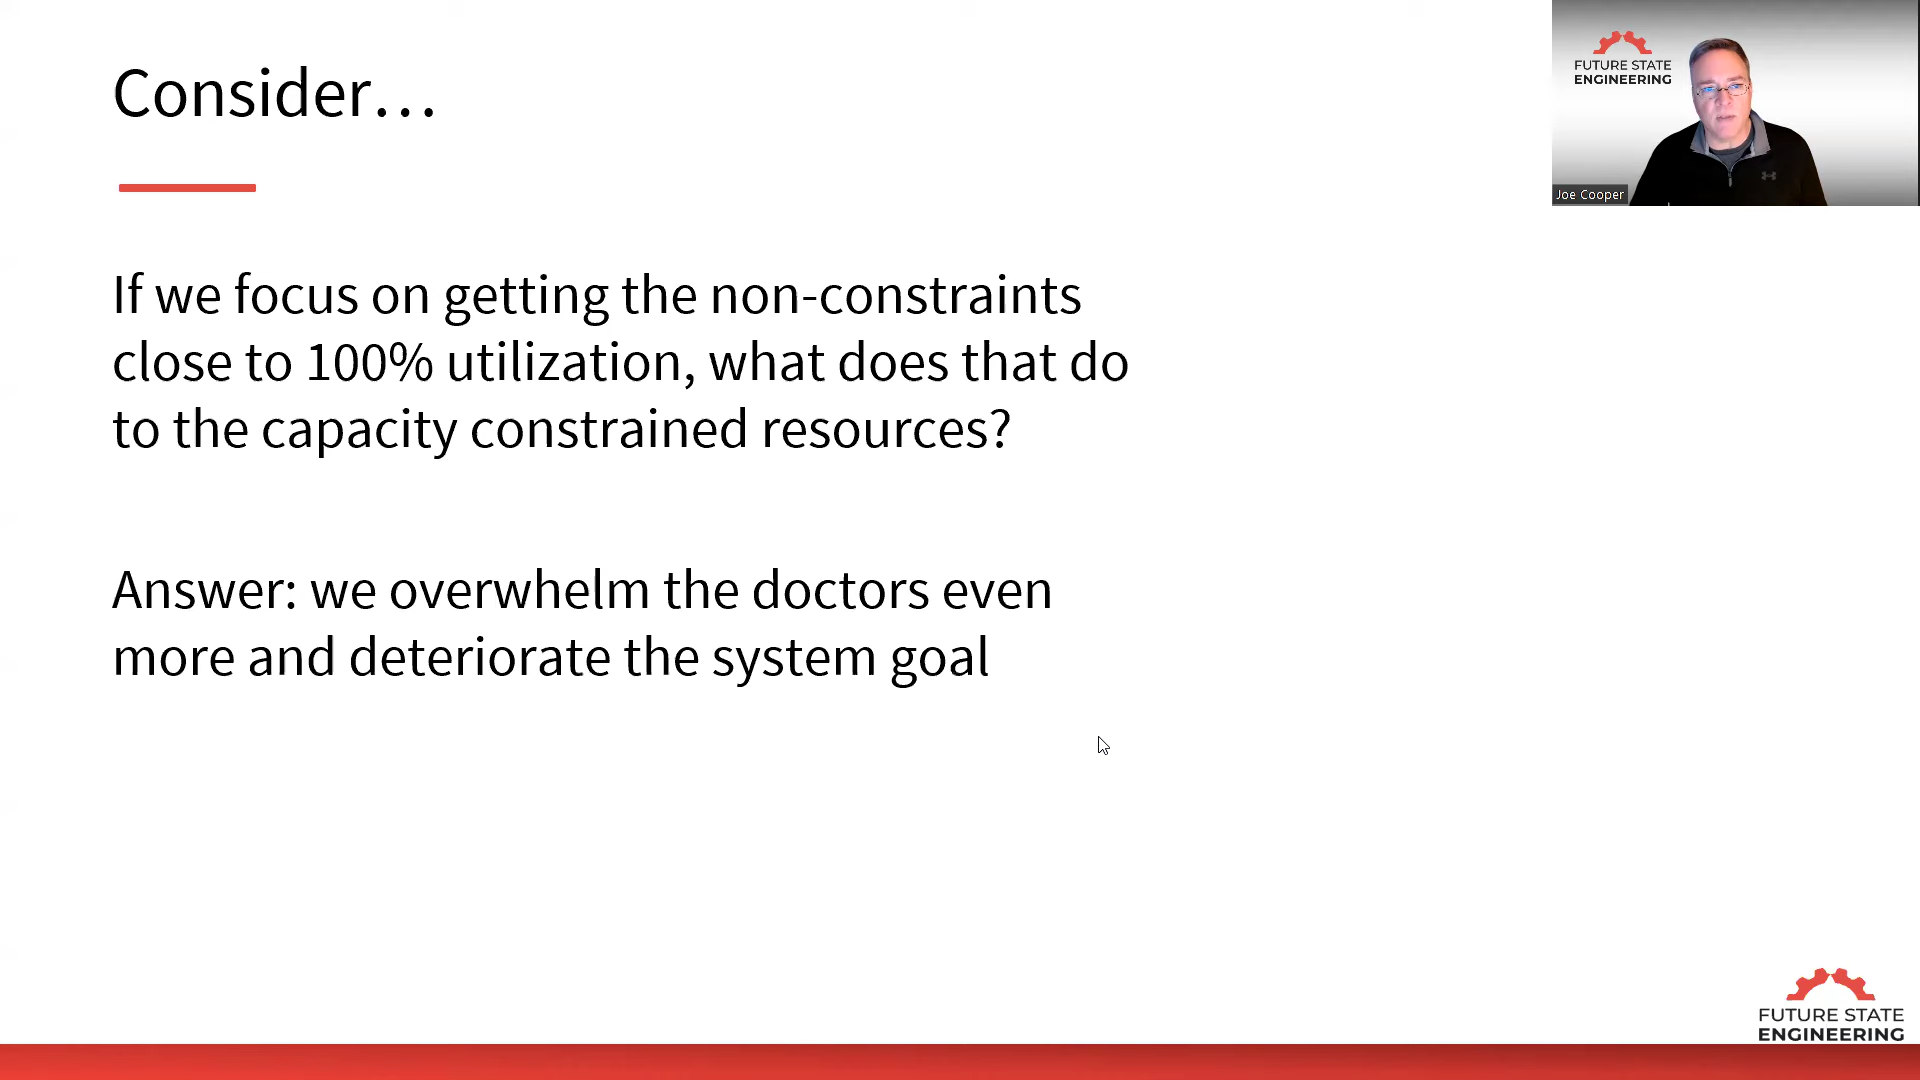 Consider...
FUTURE STATE
ENGINEERING
Joe Cooper
If we focus on getting the non-constraints
close to 100% utilization, what does that do
to the capacity constrained resources?
Answer: we overwhelm the doctors even
more and deteriorate the system goal
FUTURE STATE
ENGINEERING